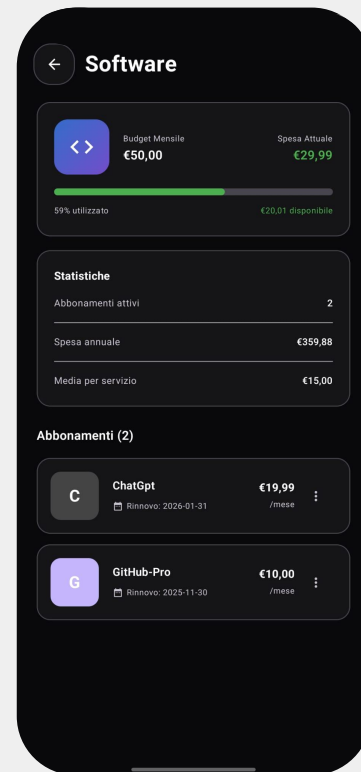 Software
Budget Mensile
Spesa Attuale
€50,00
€29,99
59% utilizzato
€20,01 disponibile
Statistiche
Abbonamenti attivi
2
Spesa annuale
€359,88
Media per servizio
€15,00
Abbonamenti (2)
C
ChatGpt
Rinnovo: 2026-01-31
€19,99
/mese
G
GitHub-Pro
Rinnovo: 2025-11-30
€10,00
/mese